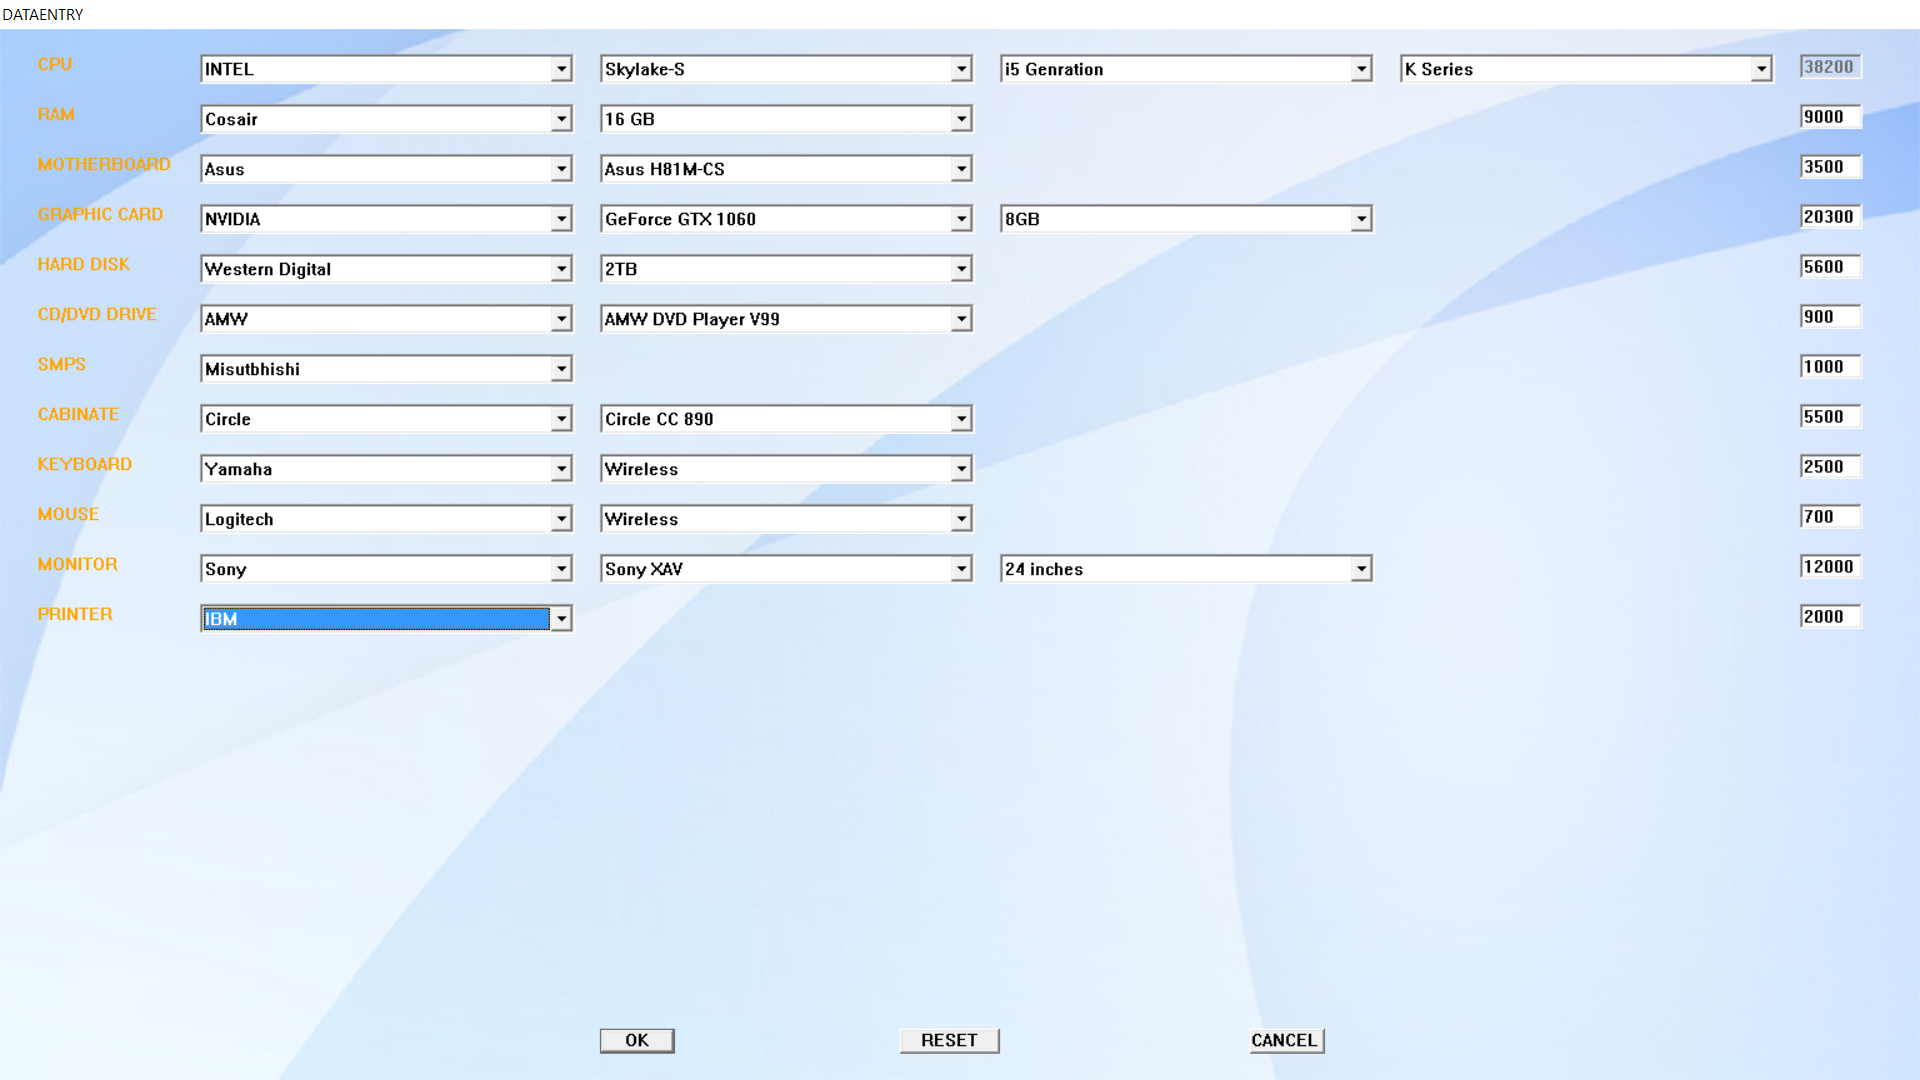 DATAENTRY
CPU INTEL Skylake-S i5 Genration K Series 38200
RAM Cosair 16 GB 9000
MOTHERBOARD Asus Asus H81M-CS 3500
GRAPHIC CARD NVIDIA GeForce GTX 1060 8GB 20300
HARD DISK Western Digital 2TB 5600
CD/DVD DRIVE AMW AMW DVD Player V99 900
SMPS Misutbhishi 1000
CABINATE Circle Circle CC 890 5500
KEYBOARD Yamaha Wireless 2500
MOUSE Logitech Wireless 700
MONITOR Sony Sony XAV 24 inches 12000
PRINTER IBM 2000
OK RESET CANCEL